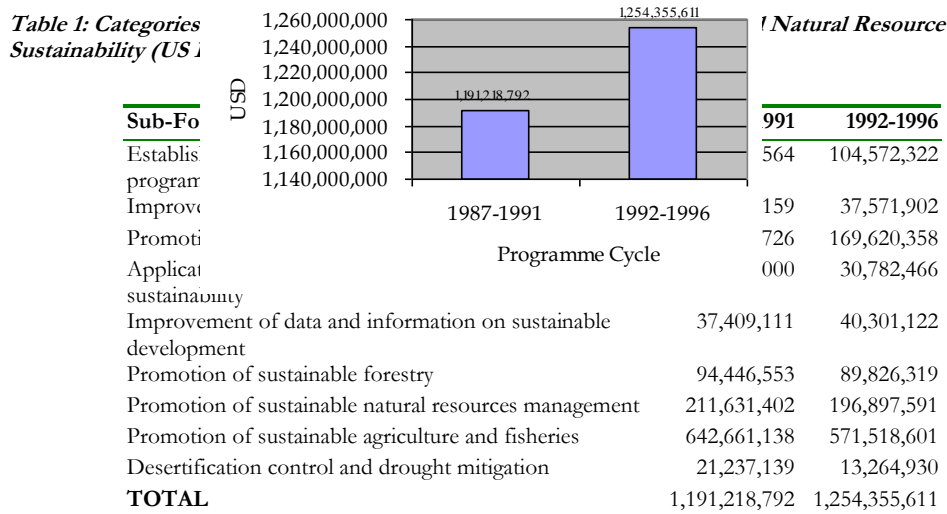 Table 1: Categories Natural Resource
Sustainability (US
1,260,000,000
1,240,000,000
1,220,000,000
1,200,000,000
1,180,000,000
1,160,000,000
1,140,000,000
USD
1,191,218,792
1,254,355,611
1987-1991 1992-1996
Programme Cycle
991 1992-1996
564 104,572,322
159 37,571,902
726 169,620,358
000 30,782,466
sustainability
Improvement of data and information on sustainable 37,409,111 40,301,122
development
Promotion of sustainable forestry 94,446,553 89,826,319
Promotion of sustainable natural resources management 211,631,402 196,897,591
Promotion of sustainable agriculture and fisheries 642,661,138 571,518,601
Desertification control and drought mitigation 21,237,139 13,264,930
TOTAL 1,191,218,792 1,254,355,611